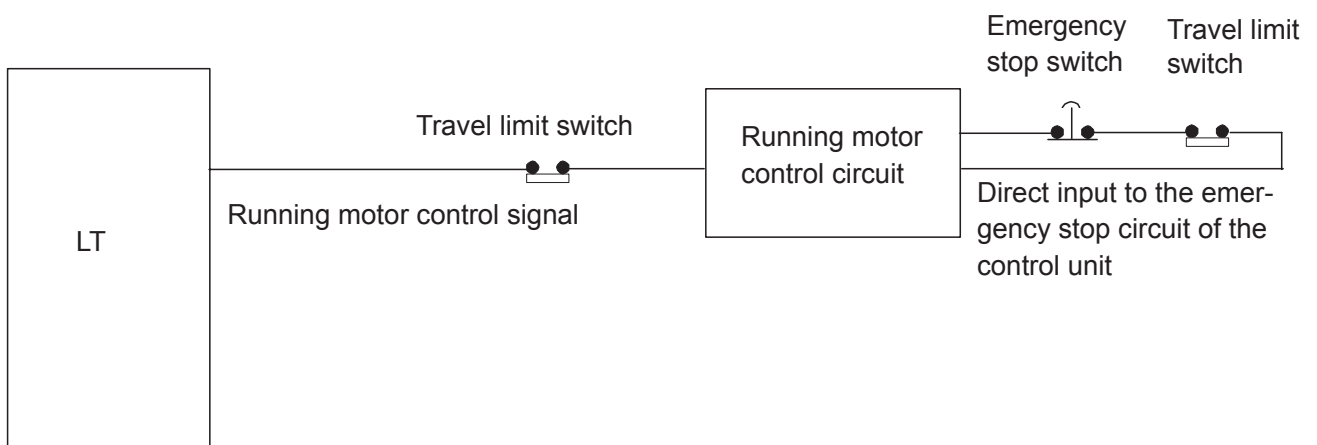 Emergency
stop switch
Travel limit
switch
Travel limit switch
Running motor
control circuit
Running motor control signal
Direct input to the emer-
gency stop circuit of the
control unit
LT